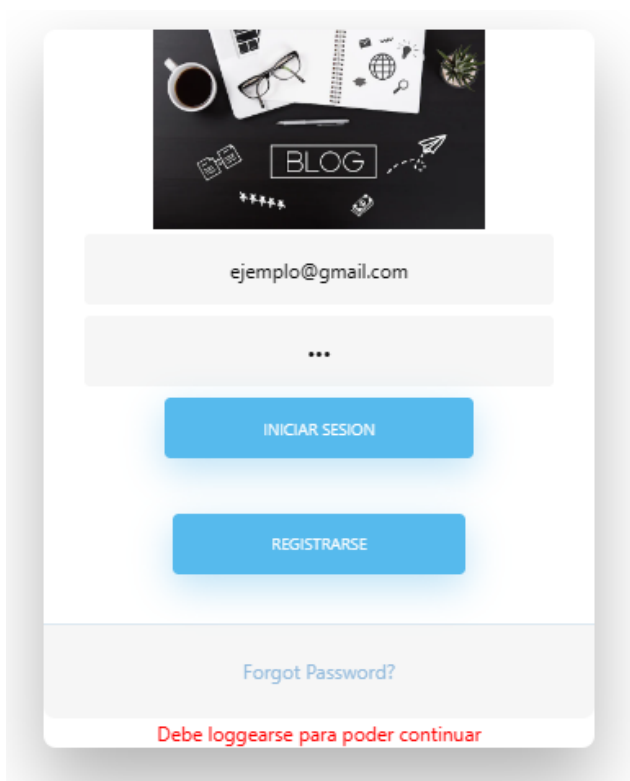 BLOG
ejemplo@gmail.com
•••
INICIAR SESION
REGISTRARSE
Forgot Password?
Debe loggearse para poder continuar